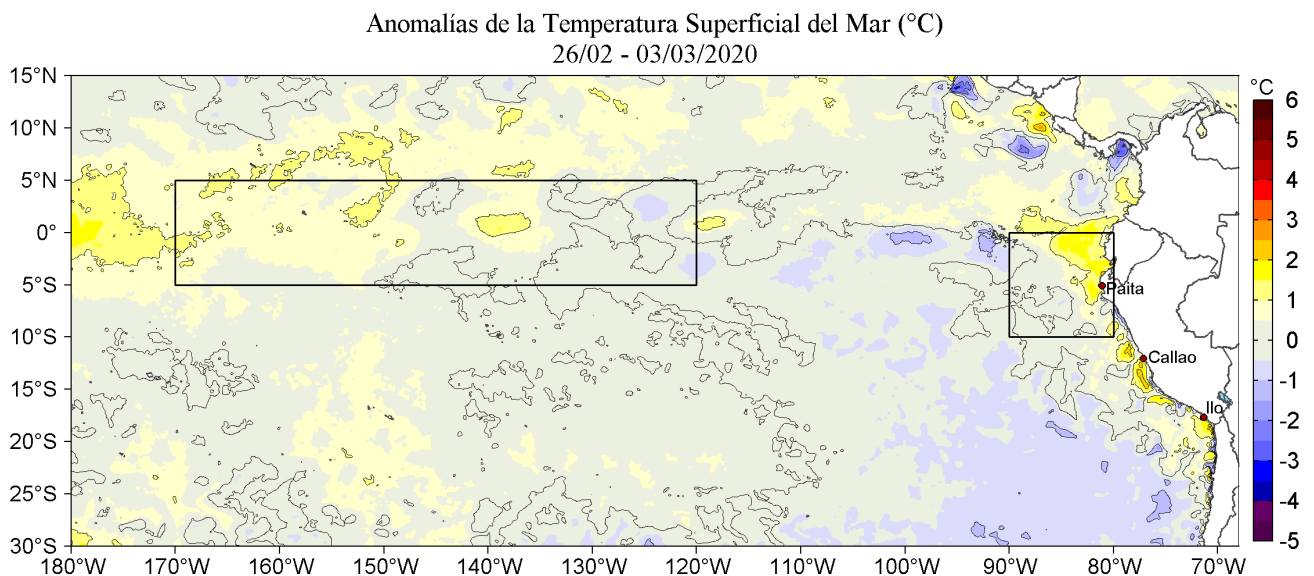 Anomalías de la Temperatura Superficial del Mar (°C)
26/02 - 03/03/2020
15°N
10°N
5°N
0°
5°S
10°S
15°S
20°S
25°S
30°S
180°W
170°W
160°W
150°W
140°W
130°W
120°W
110°W
100°W
90°W
80°W
70°W
Paita
Callao
Ilo
°C
6
5
4
3
2
1
0
-1
-2
-3
-4
-5